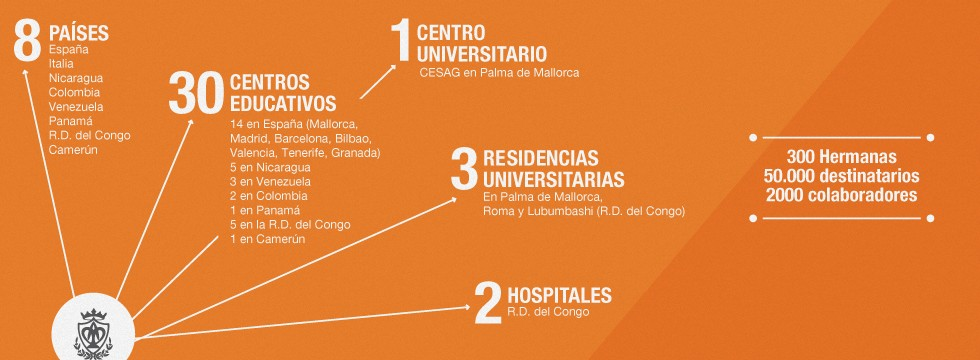 8 PAÍSES
España
Italia
Nicaragua
Colombia
Venezuela
Panamá
R.D. del Congo
Camerún
30 CENTROS
EDUCATIVOS
14 en España (Mallorca,
Madrid, Barcelona, Bilbao,
Valencia, Tenerife, Granada)
5 en Nicaragua
3 en Venezuela
2 en Colombia
1 en Panamá
5 en la R.D. del Congo
1 en Camerún
1 CENTRO
UNIVERSITARIO
CESAG en Palma de Mallorca
3 RESIDENCIAS
UNIVERSITARIAS
En Palma de Mallorca,
Roma y Lubumbashi (R.D. del Congo)
2 HOSPITALES
R.D. del Congo
300 Hermanas
50.000 destinatarios
2000 colaboradores